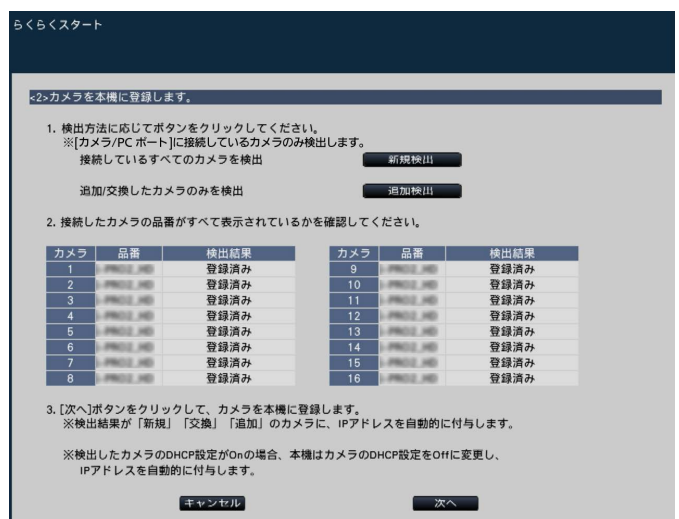 らくらくスタート
<2>カメラを本機に登録します。
1. 検出方法に応じてボタンをクリックしてください。
※[カメラ/PC ポート]に接続しているカメラのみ検出します。
接続しているすべてのカメラを検出 新規検出
追加/交換したカメラのみを検出 追加検出
2. 接続したカメラの品番がすべて表示されているかを確認してください。
カメラ 品番 検出結果 カメラ 品番 検出結果
1 登録済み 9 登録済み
2 登録済み 10 登録済み
3 登録済み 11 登録済み
4 登録済み 12 登録済み
5 登録済み 13 登録済み
6 登録済み 14 登録済み
7 登録済み 15 登録済み
8 登録済み 16 登録済み
3. [次へ]ボタンをクリックして、カメラを本機に登録します。
※検出結果が「新規」「交換」「追加」のカメラに、IPアドレスを自動的に付与します。
※検出したカメラのDHCP設定がOnの場合、本機はカメラのDHCP設定をOffに変更し、
IPアドレスを自動的に付与します。
キャンセル 次へ